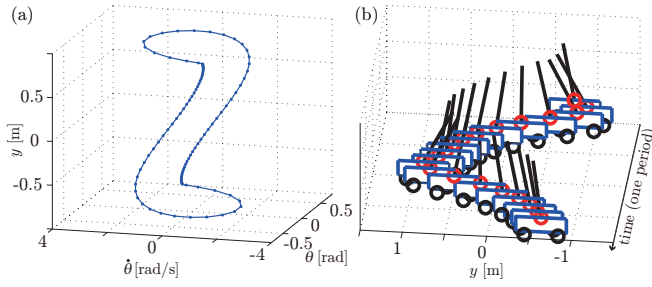 (a)
y [m]
0.5
0
-0.5
4
0
-4
θ̇ [rad/s]
-0.5
0.5
θ [rad]
(b)
1
0
-1
y [m]
time (one period)